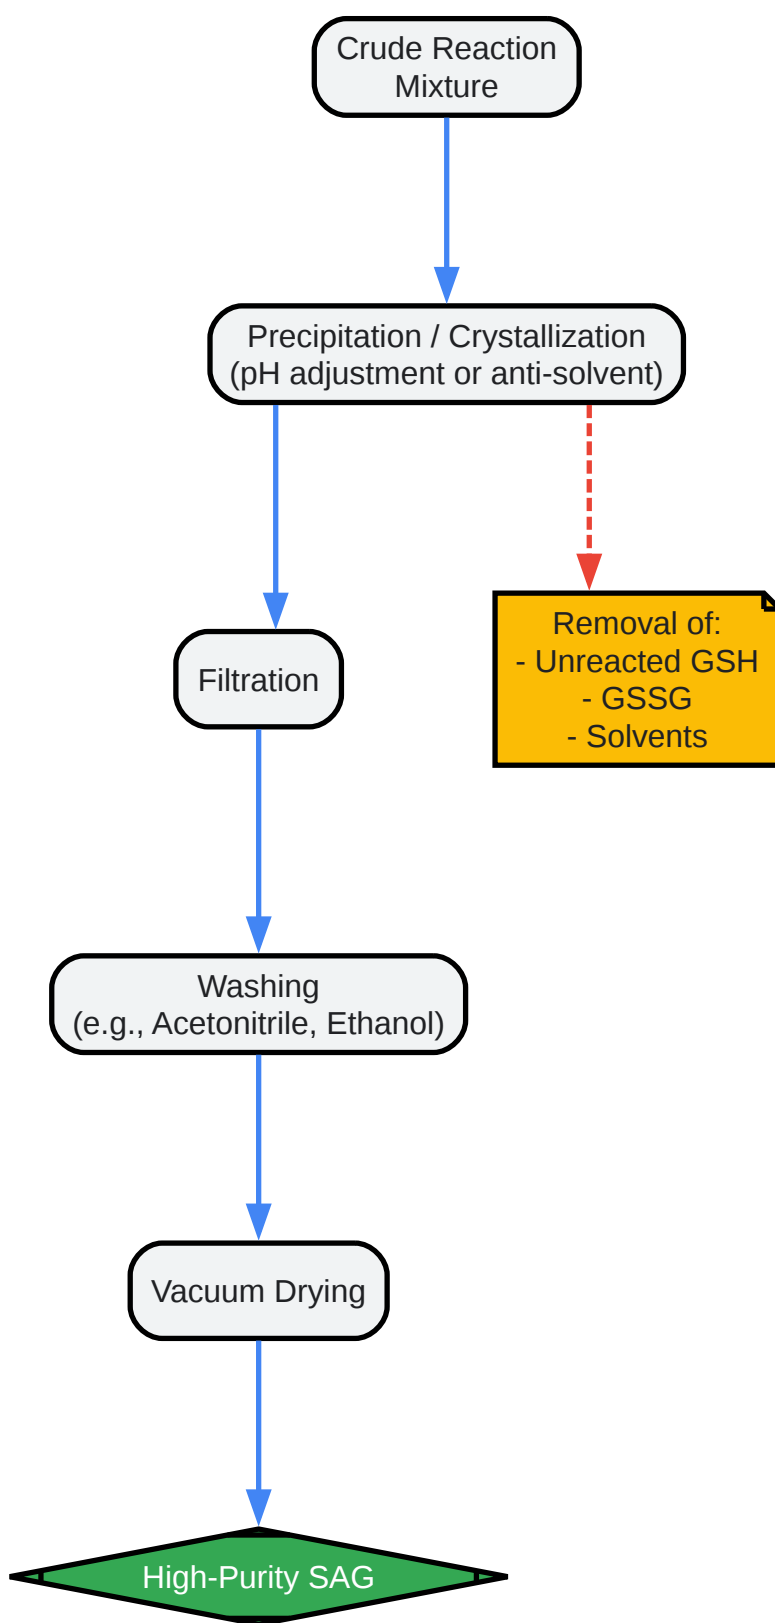 Crude Reaction
Mixture
Precipitation / Crystallization
(pH adjustment or anti-solvent)
Filtration
Removal of:
- Unreacted GSH
- GSSG
- Solvents
Washing
(e.g., Acetonitrile, Ethanol)
Vacuum Drying
High-Purity SAG